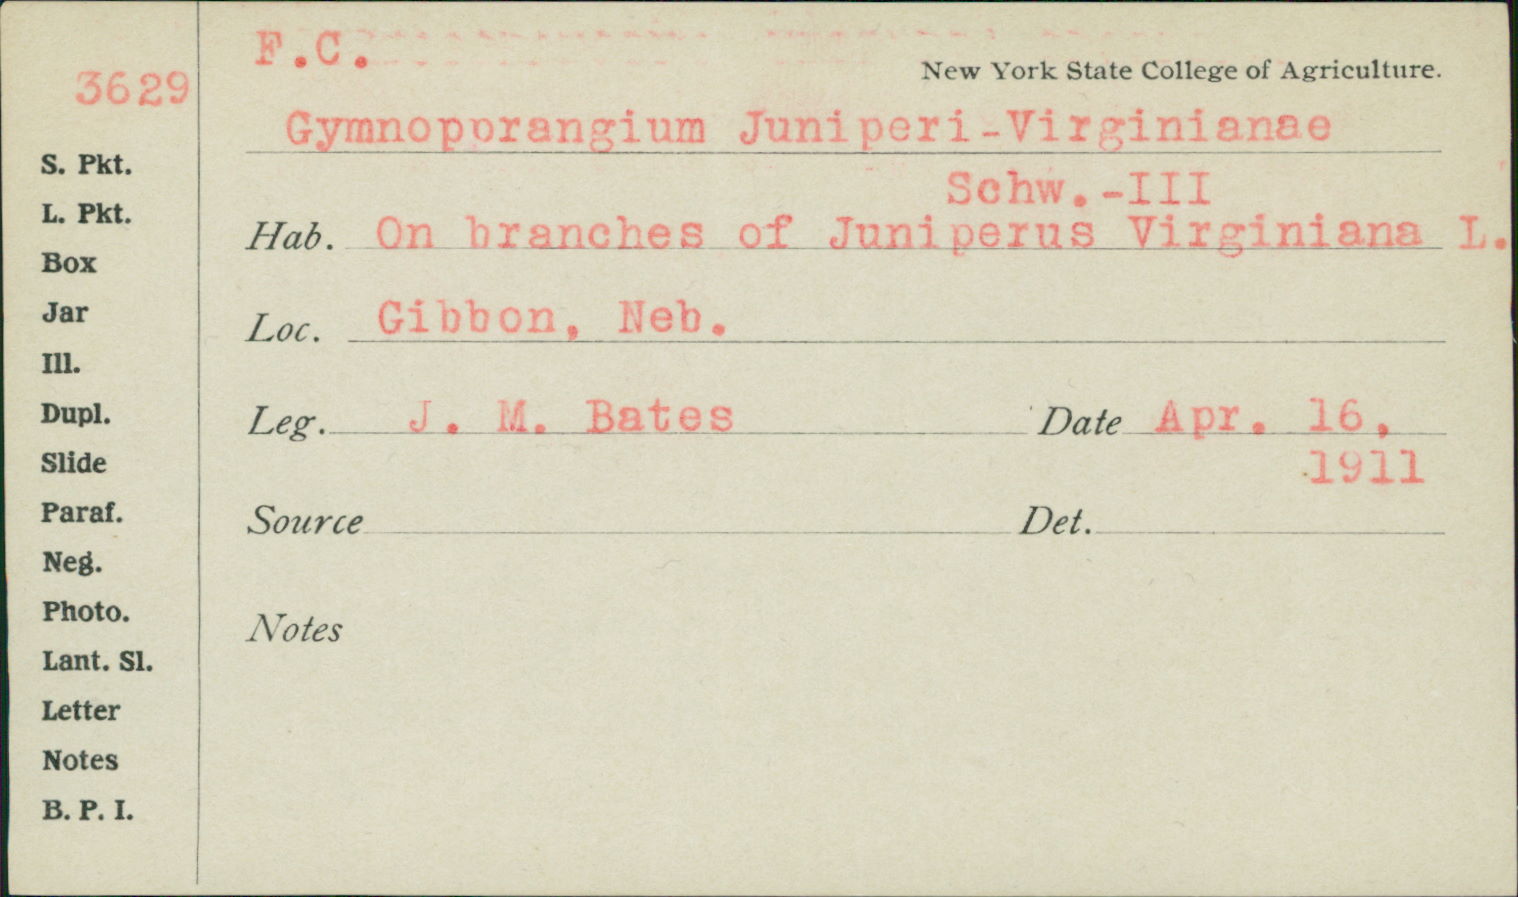 F.C.
New York State College of Agriculture.
3629
Gymnoporangium Juniperi-Virginianae
Schw.-III
Hab. On branches of Juniperus Virginiana L.
Loc. Gibbon, Neb.
Leg. J. M. Bates Date Apr. 16,
1911
Source Det.
Notes
S. Pkt.
L. Pkt.
Box
Jar
Ill.
Dupl.
Slide
Paraf.
Neg.
Photo.
Lant. Sl.
Letter
Notes
B. P. I.